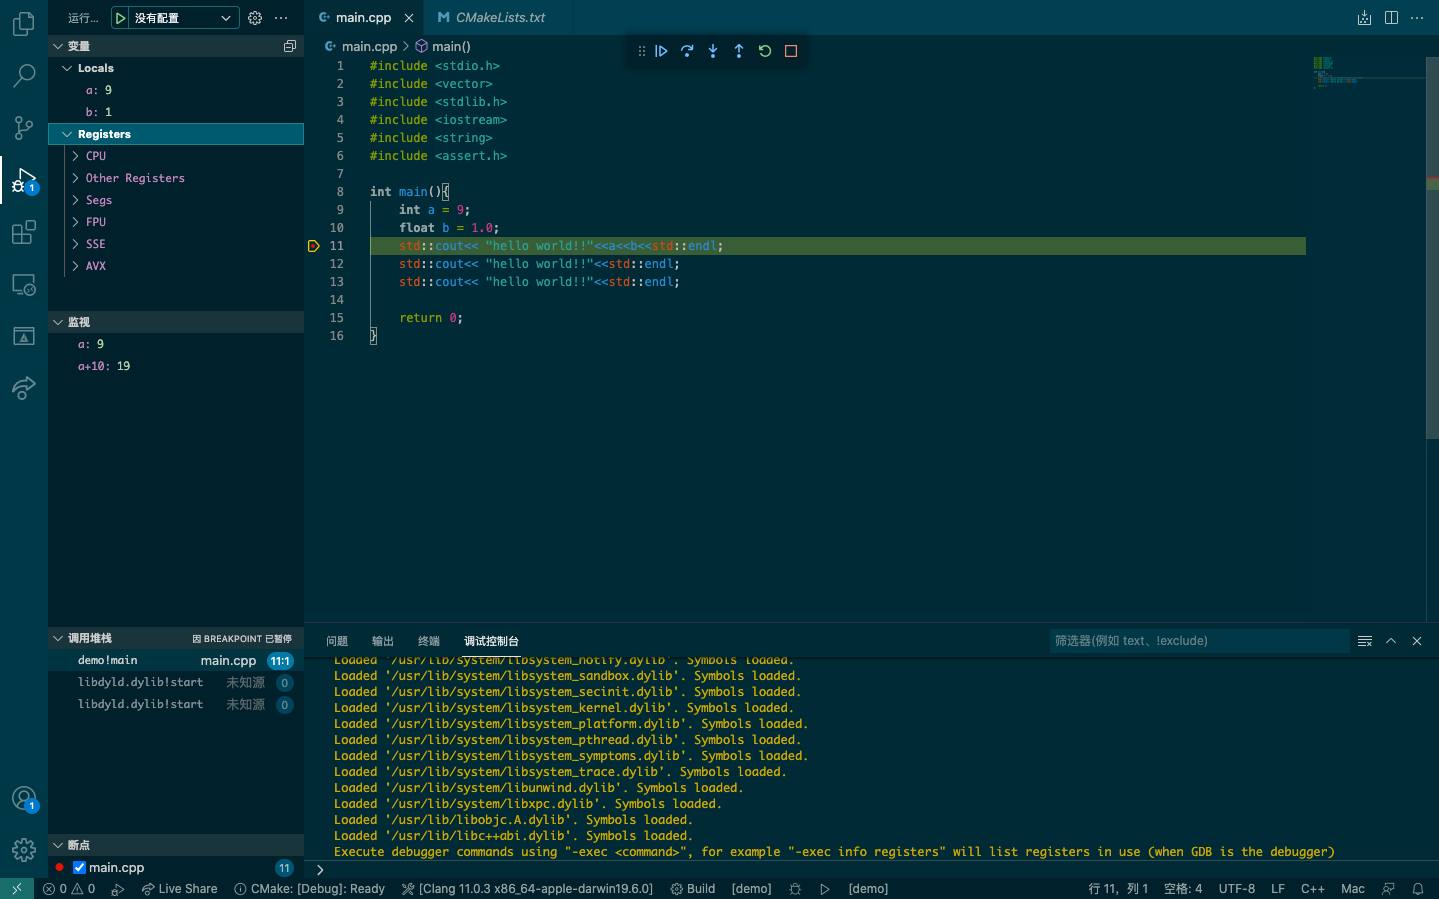 运行...
没有配置
变量
Locals
a: 9
b: 1
Registers
CPU
Other Registers
Segs
FPU
SSE
AVX
监视
a: 9
a+10: 19
调用堆栈
因 BREAKPOINT 已暂停
demo!main main.cpp 11:1
libdyld.dylib!start 未知源 0
libdyld.dylib!start 未知源 0
断点
main.cpp 11
1
1
main.cpp
CMakeLists.txt
main.cpp > main()
1 #include <stdio.h>
2 #include <vector>
3 #include <stdlib.h>
4 #include <iostream>
5 #include <string>
6 #include <assert.h>
7
8 int main(){
9 int a = 9;
10 float b = 1.0;
11 std::cout<< "hello world!!"<<a<<b<<std::endl;
12 std::cout<< "hello world!!"<<std::endl;
13 std::cout<< "hello world!!"<<std::endl;
14
15 return 0;
16 }
问题 输出 终端 调试控制台
筛选器(例如 text、!exclude)
Loaded '/usr/lib/system/libsystem_notify.dylib'. Symbols loaded.
Loaded '/usr/lib/system/libsystem_sandbox.dylib'. Symbols loaded.
Loaded '/usr/lib/system/libsystem_secinit.dylib'. Symbols loaded.
Loaded '/usr/lib/system/libsystem_kernel.dylib'. Symbols loaded.
Loaded '/usr/lib/system/libsystem_platform.dylib'. Symbols loaded.
Loaded '/usr/lib/system/libsystem_pthread.dylib'. Symbols loaded.
Loaded '/usr/lib/system/libsystem_symptoms.dylib'. Symbols loaded.
Loaded '/usr/lib/system/libsystem_trace.dylib'. Symbols loaded.
Loaded '/usr/lib/system/libunwind.dylib'. Symbols loaded.
Loaded '/usr/lib/system/libxpc.dylib'. Symbols loaded.
Loaded '/usr/lib/libobjc.A.dylib'. Symbols loaded.
Loaded '/usr/lib/libc++abi.dylib'. Symbols loaded.
Execute debugger commands using "-exec <command>", for example "-exec info registers" will list registers in use (when GDB is the debugger)
0 0 Live Share CMake: [Debug]: Ready [Clang 11.0.3 x86_64-apple-darwin19.6.0] Build [demo] [demo] 行 11, 列 1 空格: 4 UTF-8 LF C++ Mac